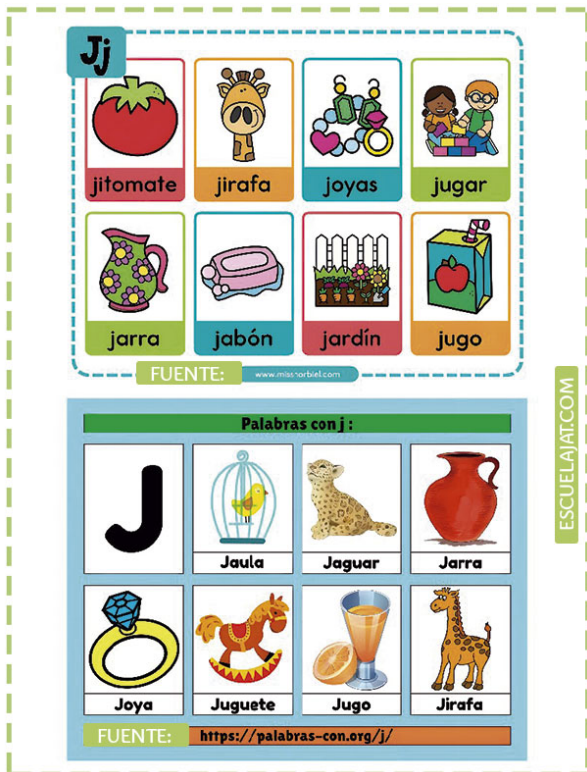 Jj
jitomate jirafa joyas jugar
jarra jabón jardín jugo
FUENTE: www.missnorbiel.com
ESCUELAJAT.COM
Palabras con j:
J
Jaula Jaguar Jarra
Joya Juguete Jugo Jirafa
FUENTE: https://palabras-con.org/j/